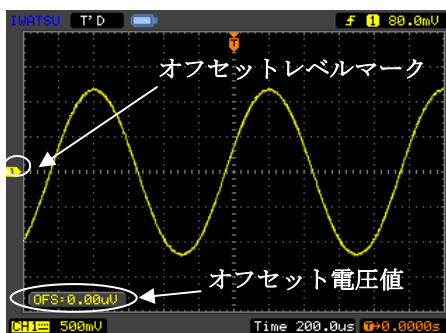 IWATSU T'D f 1 80.0mV
T
オフセットレベルマーク
1
オフセット電圧値
OFS=0.00uV
CH1 500mV Time 200.0us T→0.0000s